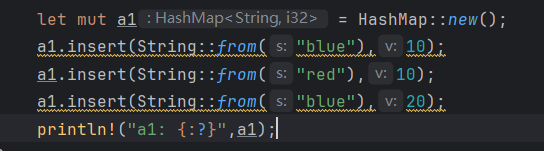 let mut a1 : HashMap<String, i32> = HashMap::new();
a1.insert(String::from( s: "blue"), v: 10);
a1.insert(String::from( s: "red"), v: 10);
a1.insert(String::from( s: "blue"), v: 20);
println!("a1: {:?}",a1);